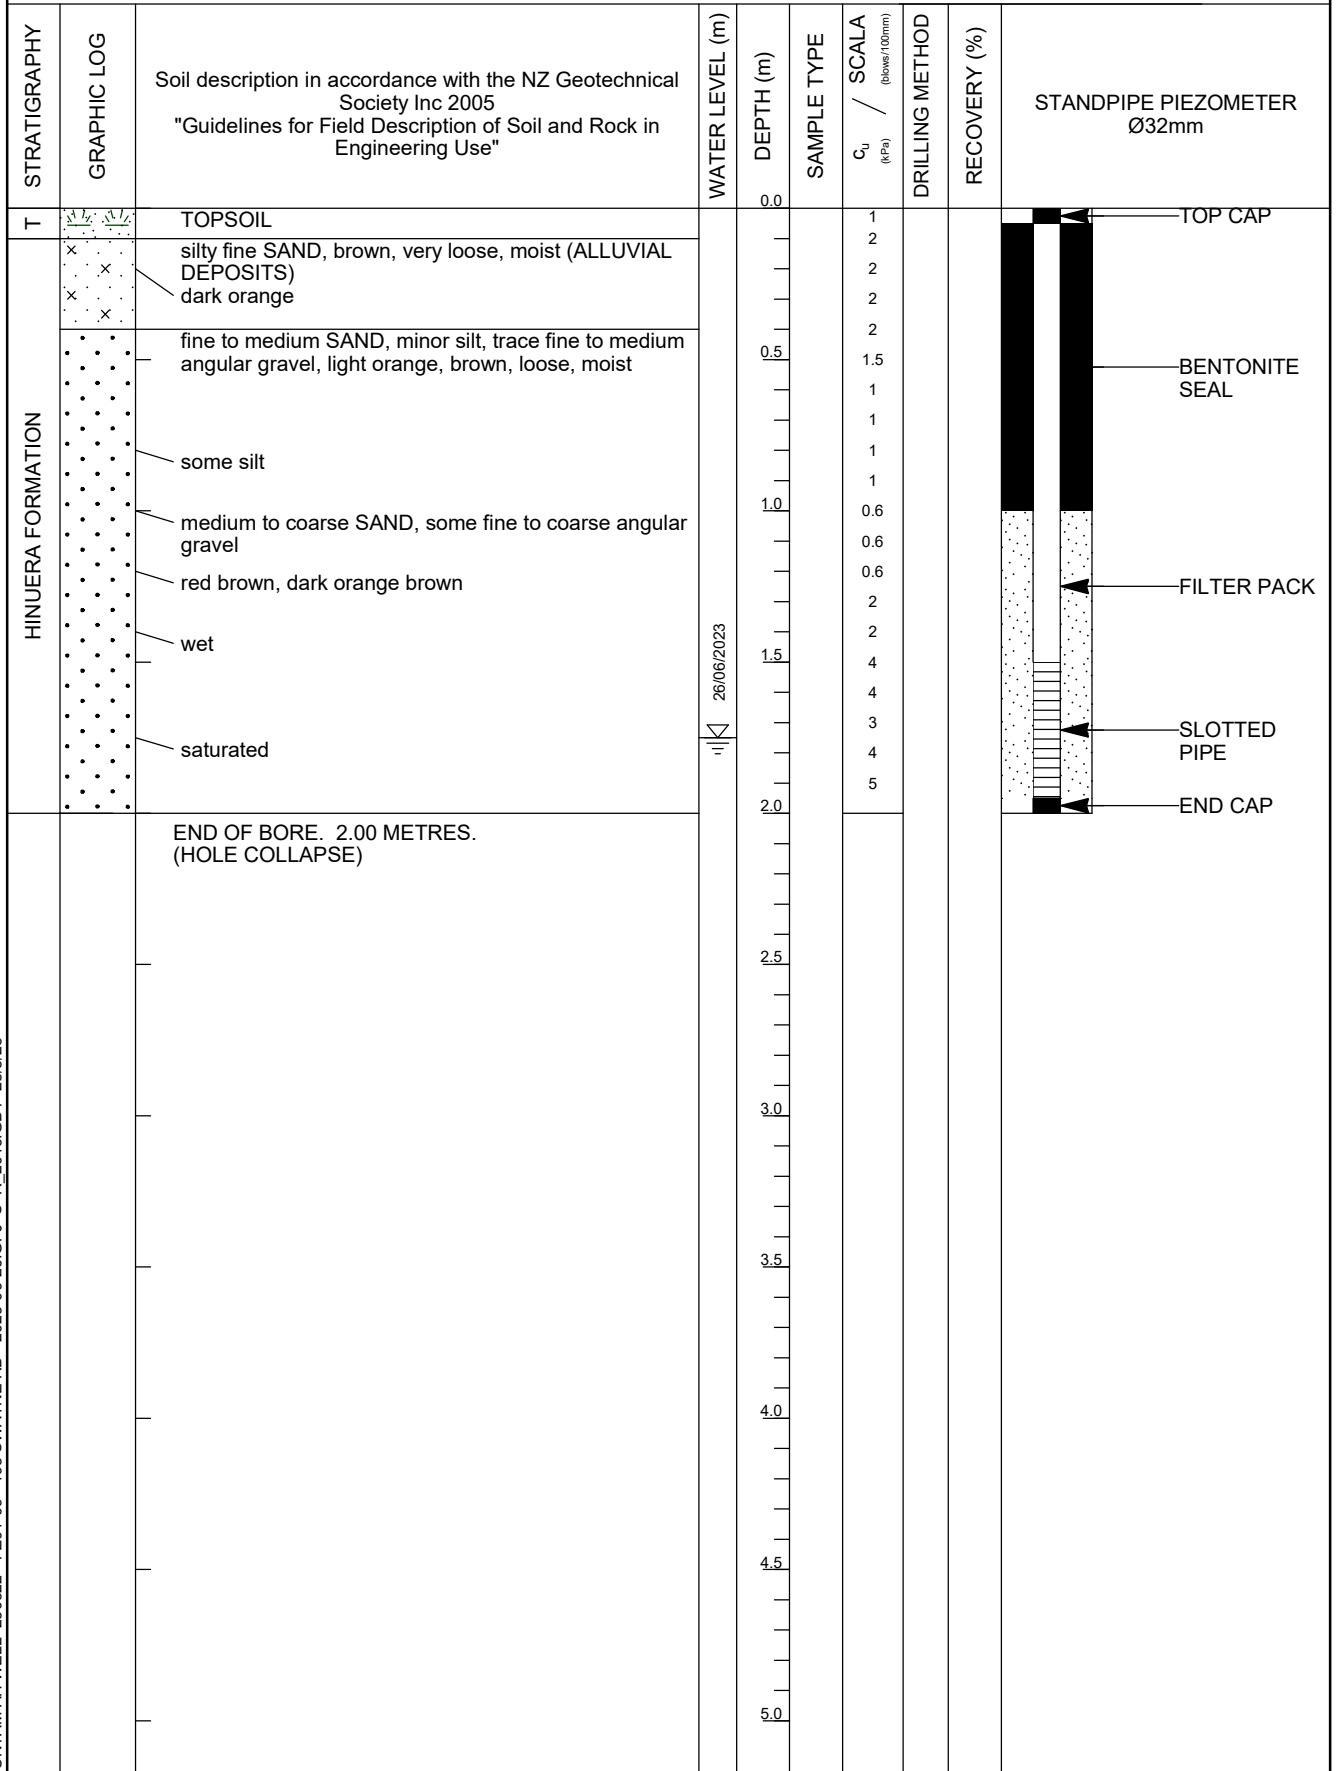 STRATIGRAPHY
GRAPHIC LOG
Soil description in accordance with the NZ Geotechnical
Society Inc 2005
"Guidelines for Field Description of Soil and Rock in
Engineering Use"
WATER LEVEL (m)
DEPTH (m)
SAMPLE TYPE
cu / SCALA
(kPa) (blows/100mm)
DRILLING METHOD
RECOVERY (%)
STANDPIPE PIEZOMETER
Ø32mm
0.0
T
TOPSOIL
1
TOP CAP
2
silty fine SAND, brown, very loose, moist (ALLUVIAL
DEPOSITS)
2
dark orange
2
2
HINUERA FORMATION
fine to medium SAND, minor silt, trace fine to medium
angular gravel, light orange, brown, loose, moist
0.5
1.5
BENTONITE
SEAL
1
1
1
some silt
1
1.0
0.6
medium to coarse SAND, some fine to coarse angular
gravel
0.6
0.6
red brown, dark orange brown
FILTER PACK
2
2
wet
26/06/2023
1.5
4
4
3
SLOTTED
PIPE
saturated
4
5
2.0
END CAP
END OF BORE. 2.00 METRES.
(HOLE COLLAPSE)
2.5
3.0
3.5
4.0
4.5
5.0